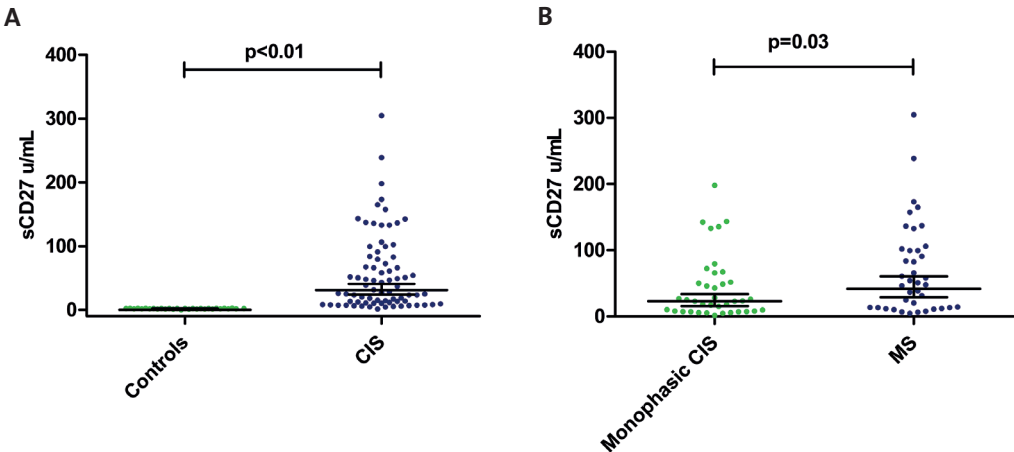 A
p<0.01
sCD27 u/mL
400
300
200
100
0
Controls
CIS
B
p=0.03
sCD27 u/mL
400
300
200
100
0
Monophasic CIS
MS